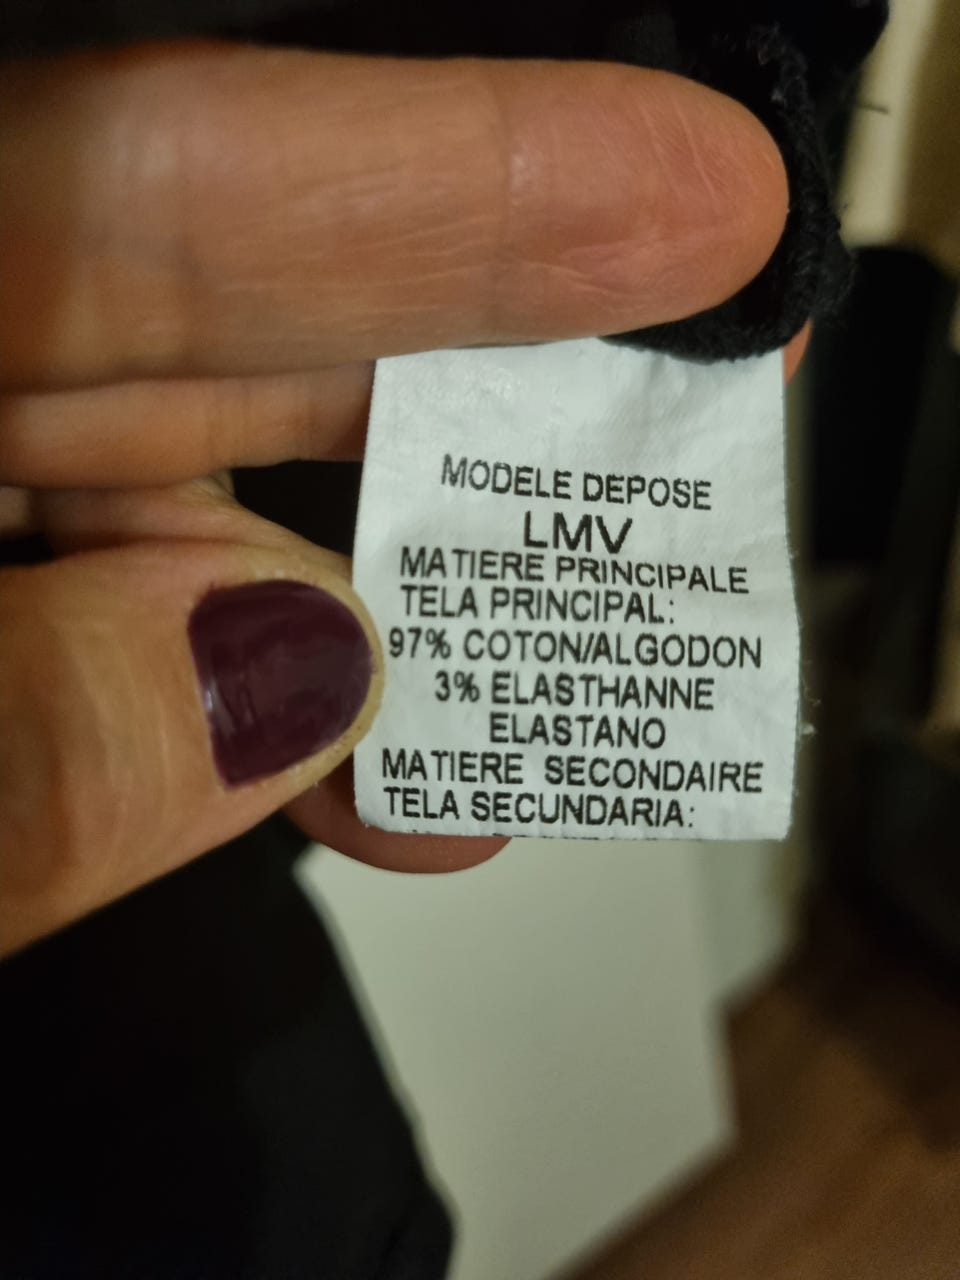 MODELE DEPOSE
LMV
MATIERE PRINCIPALE
TELA PRINCIPAL:
97% COTON/ALGODON
3% ELASTHANNE
ELASTANO
MATIERE SECONDAIRE
TELA SECUNDARIA: